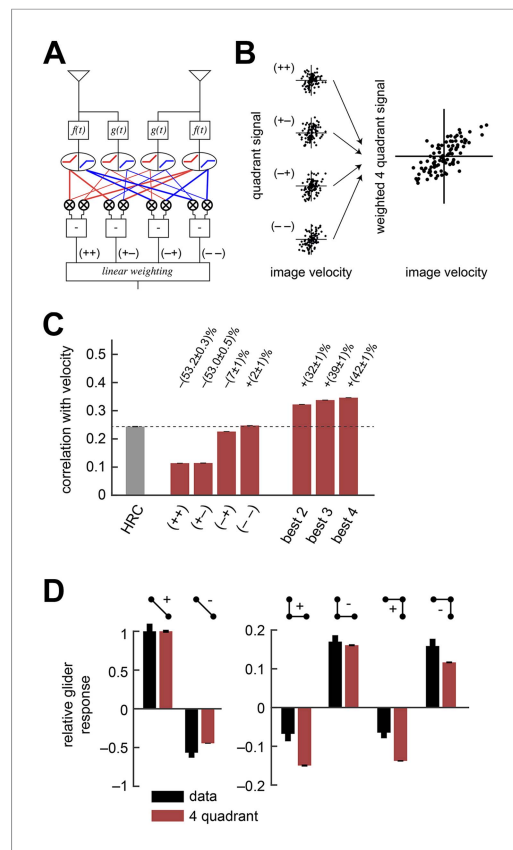 A
f(t)
g(t)
g(t)
f(t)
-
-
-
-
(++)
(+−)
(−+)
(− −)
linear weighting
B
(++)
(+−)
(−+)
(− −)
quadrant signal
image velocity
weighted 4 quadrant signal
image velocity
C
−(53.2±0.3)%
−(53.0±0.5)%
−(7±1)%
+(2±1)%
+(32±1)%
+(39±1)%
+(42±1)%
correlation with velocity
0.5
0.4
0.3
0.2
0.1
0
HRC
(++)
(+−)
(−+)
(− −)
best 2
best 3
best 4
D
+
-
+
-
+
-
relative glider
response
1
0.5
0
−0.5
−1
0.2
0.1
0
−0.1
−0.2
data
4 quadrant